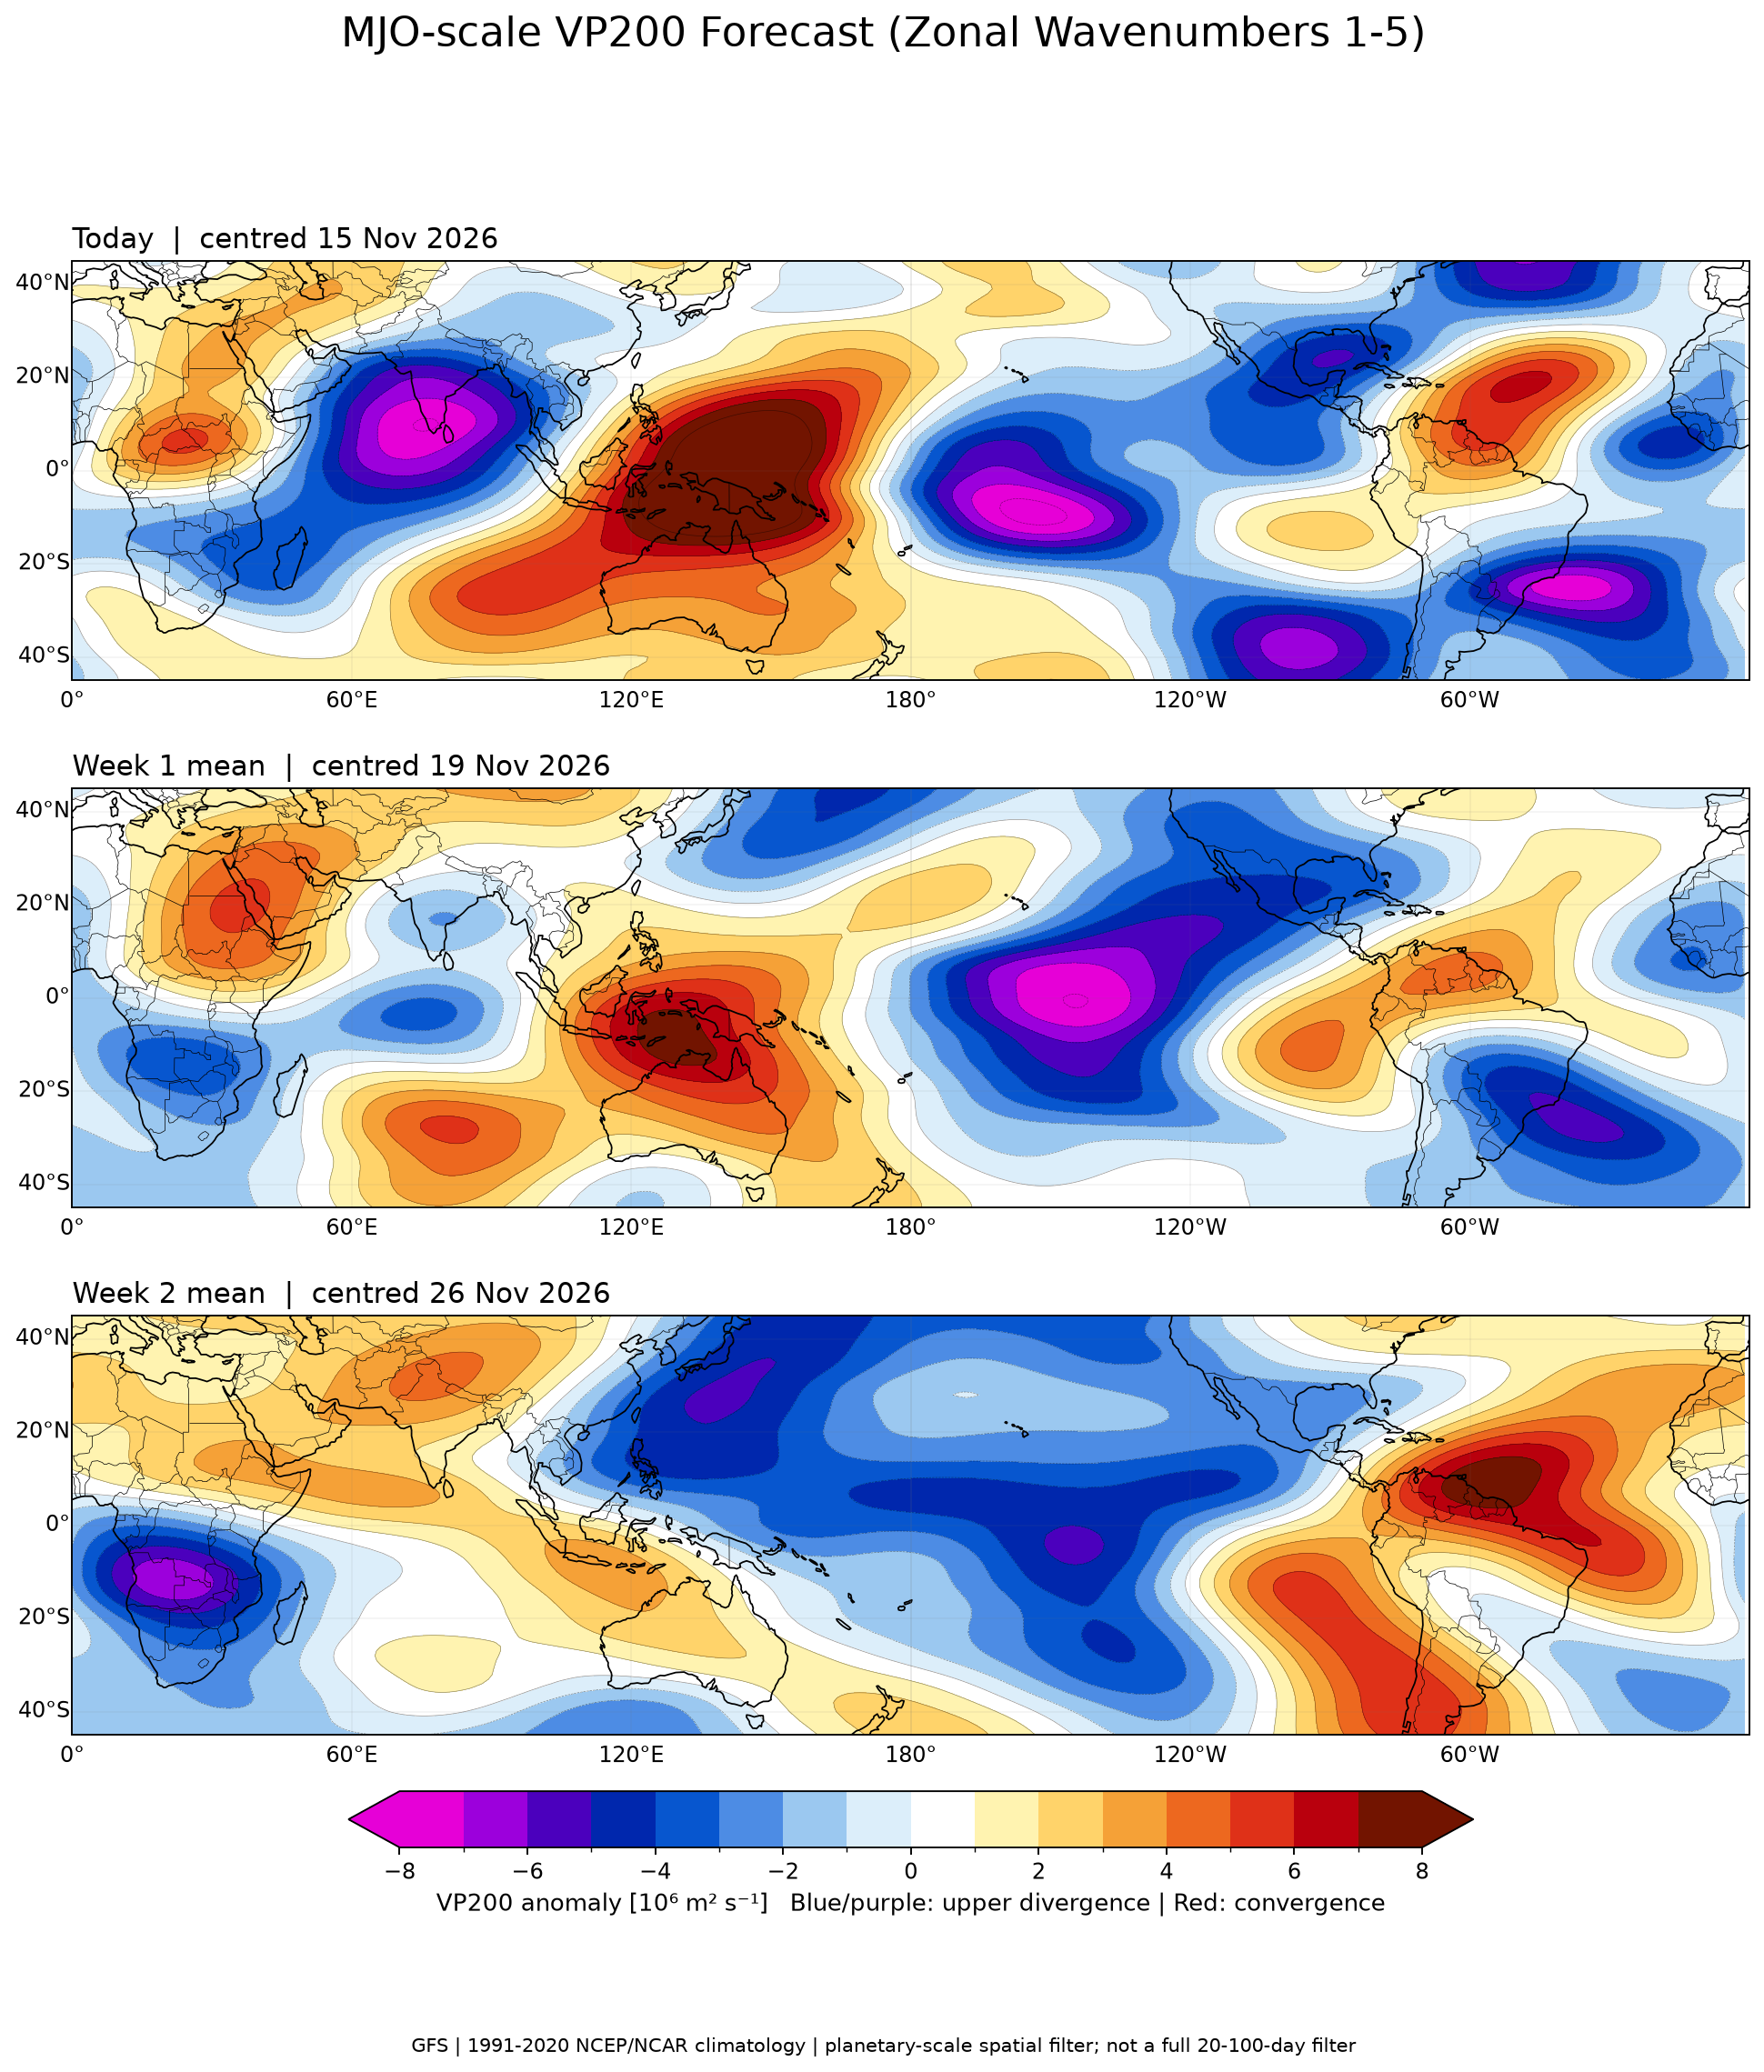 MJO-scale VP200 Forecast (Zonal Wavenumbers 1-5)
Today | centred 15 Nov 2026
40°N
20°N
0°
20°S
40°S
0° 60°E 120°E 180° 120°W 60°W
Week 1 mean | centred 19 Nov 2026
40°N
20°N
0°
20°S
40°S
0° 60°E 120°E 180° 120°W 60°W
Week 2 mean | centred 26 Nov 2026
40°N
20°N
0°
20°S
40°S
0° 60°E 120°E 180° 120°W 60°W
−8 −6 −4 −2 0 2 4 6 8
VP200 anomaly [10⁶ m² s⁻¹] Blue/purple: upper divergence | Red: convergence
GFS | 1991-2020 NCEP/NCAR climatology | planetary-scale spatial filter; not a full 20-100-day filter